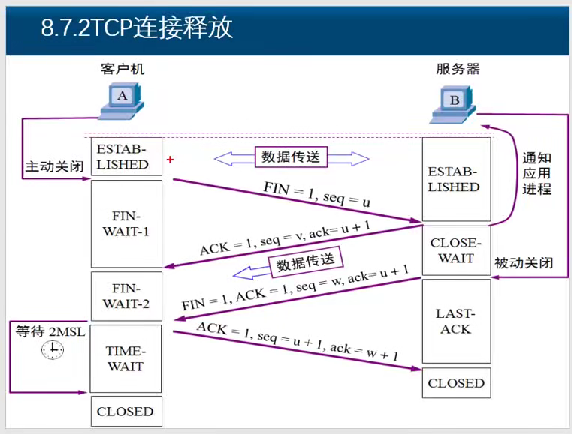 8.7.2TCP连接释放
客户机
服务器
A
B
主动关闭
ESTAB-
LISHED
数据传送
ESTAB-
LISHED
通知
应用
进程
FIN = 1, seq = u
FIN-
WAIT-1
ACK = 1, seq = v, ack= u + 1
CLOSE-
WAIT
数据传送
被动关闭
FIN-
WAIT-2
FIN = 1, ACK = 1, seq = w, ack= u + 1
LAST-
ACK
等待 2MSL
TIME-
WAIT
ACK = 1, seq = u + 1, ack = w + 1
CLOSED
CLOSED